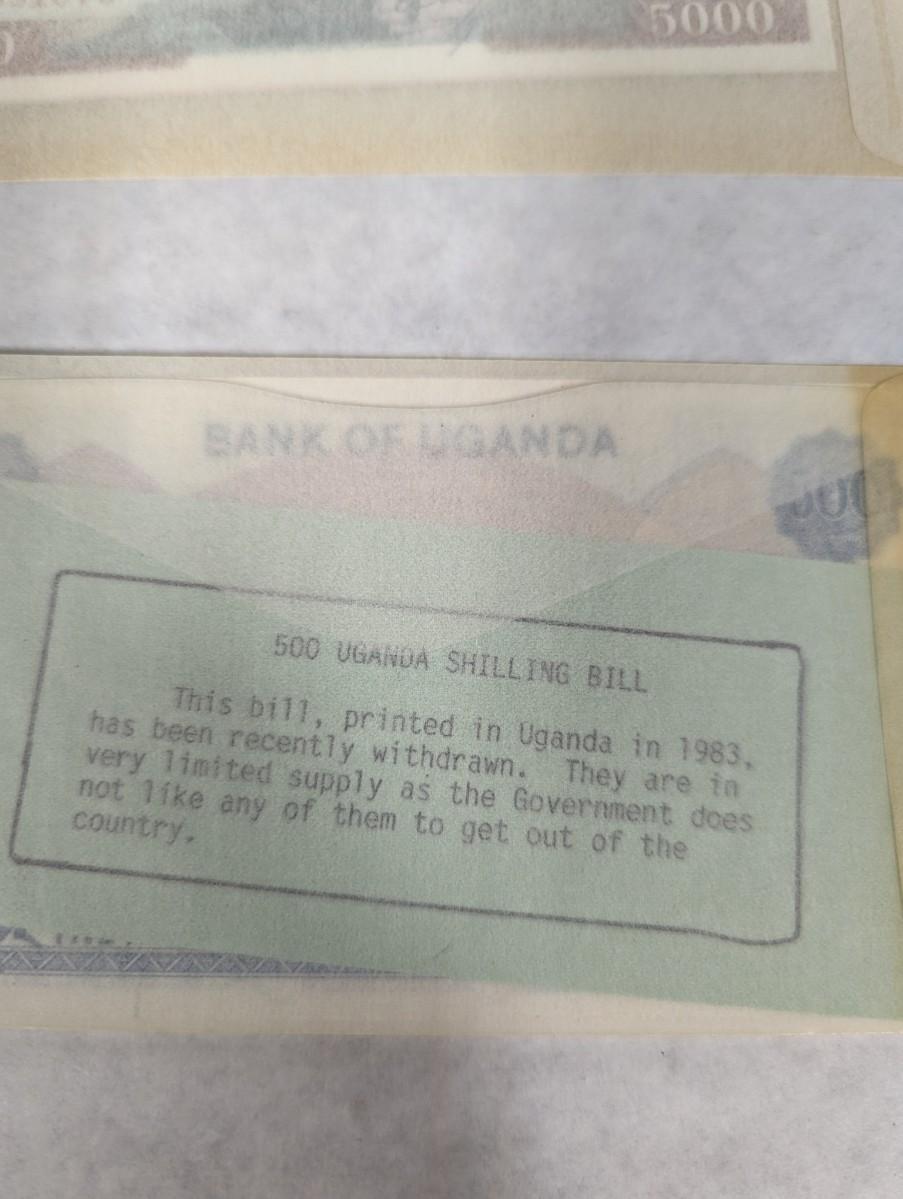 5000
BANK OF UGANDA
500 UGANDA SHILLING BILL
This bill, printed in Uganda in 1983,
has been recently withdrawn. They are in
very limited supply as the Government does
not like any of them to get out of the
country.